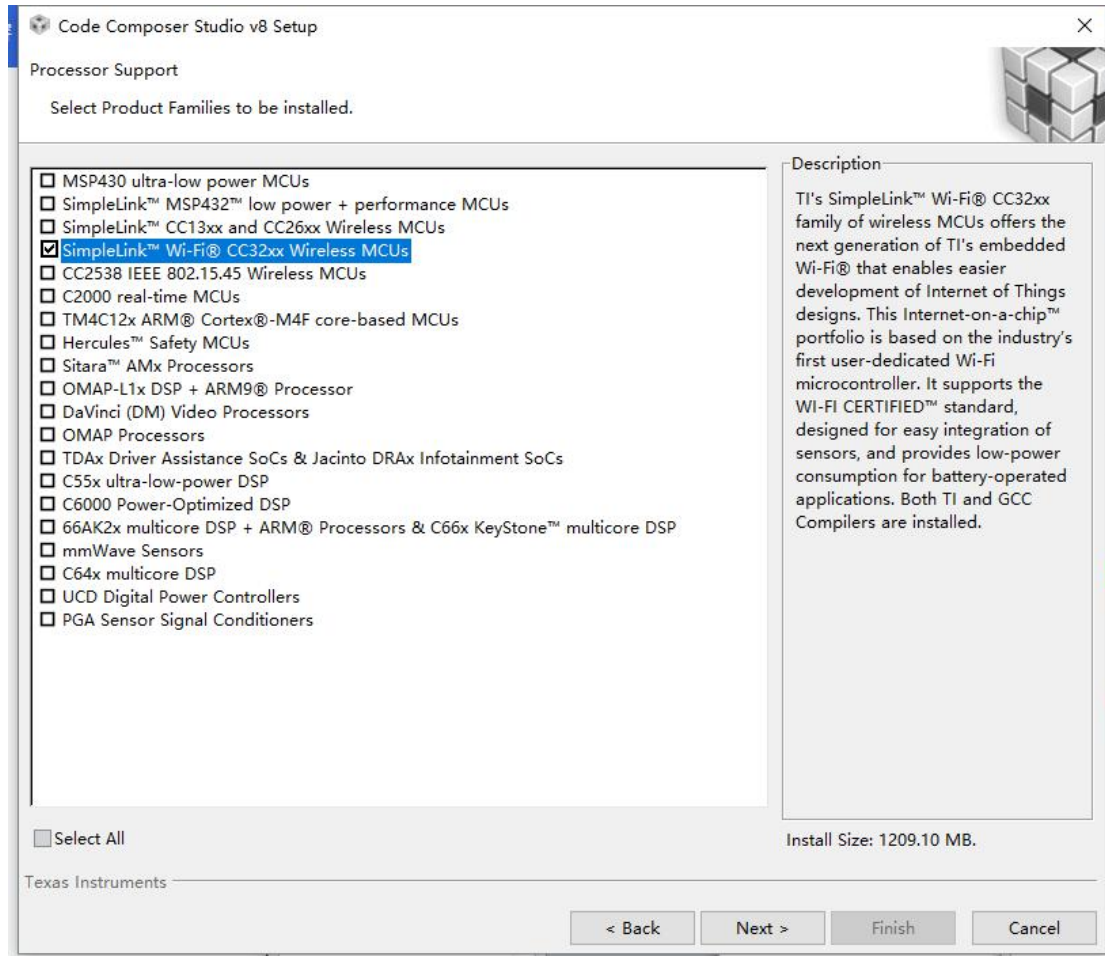 Code Composer Studio v8 Setup
Processor Support
Select Product Families to be installed.
MSP430 ultra-low power MCUs
SimpleLink™ MSP432™ low power + performance MCUs
SimpleLink™ CC13xx and CC26xx Wireless MCUs
SimpleLink™ Wi-Fi® CC32xx Wireless MCUs
CC2538 IEEE 802.15.45 Wireless MCUs
C2000 real-time MCUs
TM4C12x ARM® Cortex®-M4F core-based MCUs
Hercules™ Safety MCUs
Sitara™ AMx Processors
OMAP-L1x DSP + ARM9® Processor
DaVinci (DM) Video Processors
OMAP Processors
TDAx Driver Assistance SoCs & Jacinto DRAx Infotainment SoCs
C55x ultra-low-power DSP
C6000 Power-Optimized DSP
66AK2x multicore DSP + ARM® Processors & C66x KeyStone™ multicore DSP
mmWave Sensors
C64x multicore DSP
UCD Digital Power Controllers
PGA Sensor Signal Conditioners
Description
TI's SimpleLink™ Wi-Fi® CC32xx
family of wireless MCUs offers the
next generation of TI's embedded
Wi-Fi® that enables easier
development of Internet of Things
designs. This Internet-on-a-chip™
portfolio is based on the industry's
first user-dedicated Wi-Fi
microcontroller. It supports the
WI-FI CERTIFIED™ standard,
designed for easy integration of
sensors, and provides low-power
consumption for battery-operated
applications. Both TI and GCC
Compilers are installed.
Select All
Install Size: 1209.10 MB.
Texas Instruments
< Back
Next >
Finish
Cancel